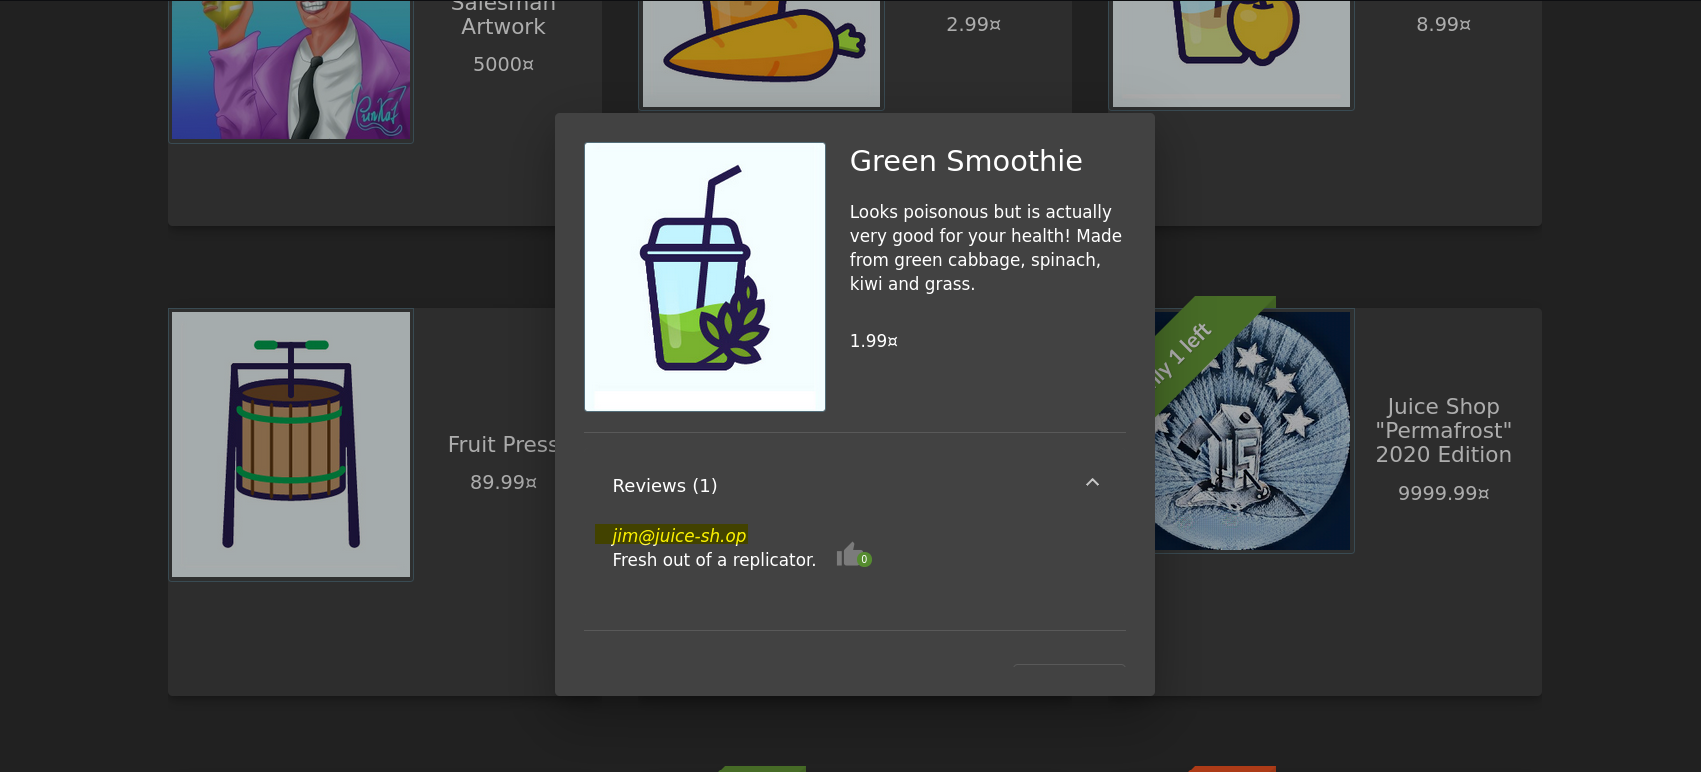 Salesman
Artwork
5000¤
2.99¤
8.99¤
Green Smoothie
Looks poisonous but is actually
very good for your health! Made
from green cabbage, spinach,
kiwi and grass.
1.99¤
Reviews (1)
jim@juice-sh.op
Fresh out of a replicator.
0
Fruit Press
89.99¤
1 left
JS
Juice Shop
"Permafrost"
2020 Edition
9999.99¤